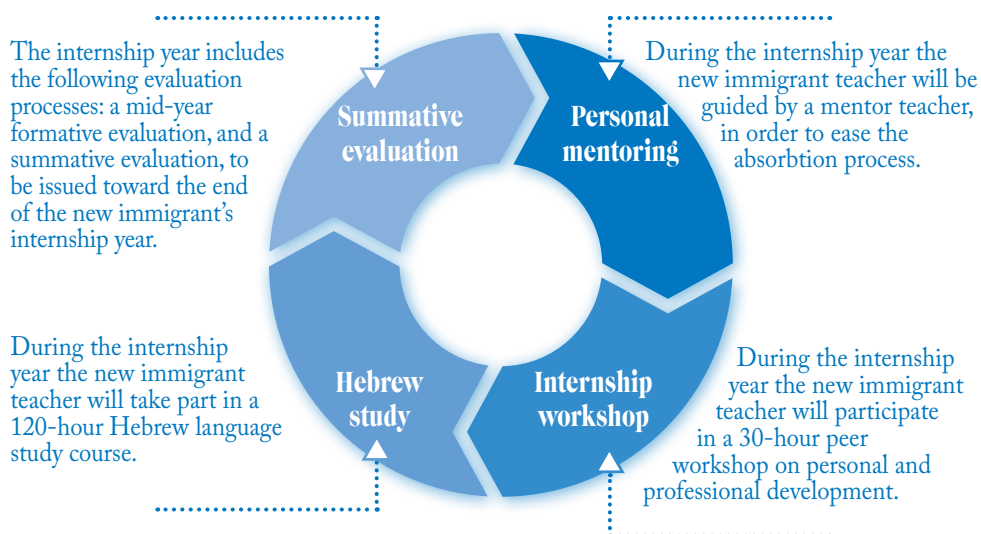 The internship year includes
the following evaluation
processes: a mid-year
formative evaluation, and a
summative evaluation, to
be issued toward the end
of the new immigrant's
internship year.
Summative
evaluation
Personal
mentoring
During the internship year the
new immigrant teacher will be
guided by a mentor teacher,
in order to ease the
absorbtion process.
During the internship
year the new immigrant
teacher will take part in a
120-hour Hebrew language
study course.
Hebrew
study
Internship
workshop
During the internship
year the new immigrant
teacher will participate
in a 30-hour peer
workshop on personal and
professional development.